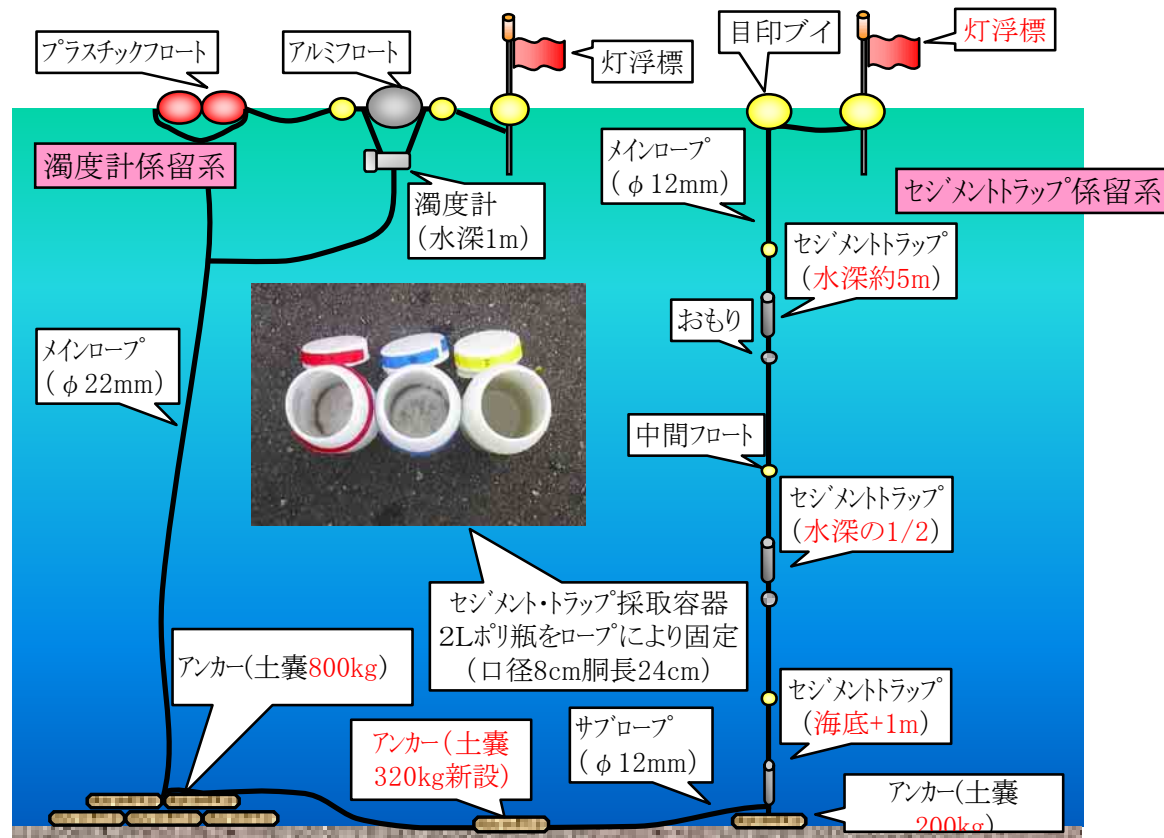 プラスチックフロート
アルミフロート
灯浮標
目印ブイ
灯浮標
濁度計係留系
濁度計
(水深1m)
メインロープ
(φ12mm)
セジメントトラップ係留系
セジメントトラップ
(水深約5m)
おもり
メインロープ
(φ22mm)
中間フロート
セジメントトラップ
(水深の1/2)
セジメント・トラップ採取容器
2Lポリ瓶をロープにより固定
(口径8cm胴長24cm)
アンカー(土嚢800kg)
アンカー(土嚢
320kg新設)
サブロープ
(φ12mm)
セジメントトラップ
(海底+1m)
アンカー(土嚢
200kg)